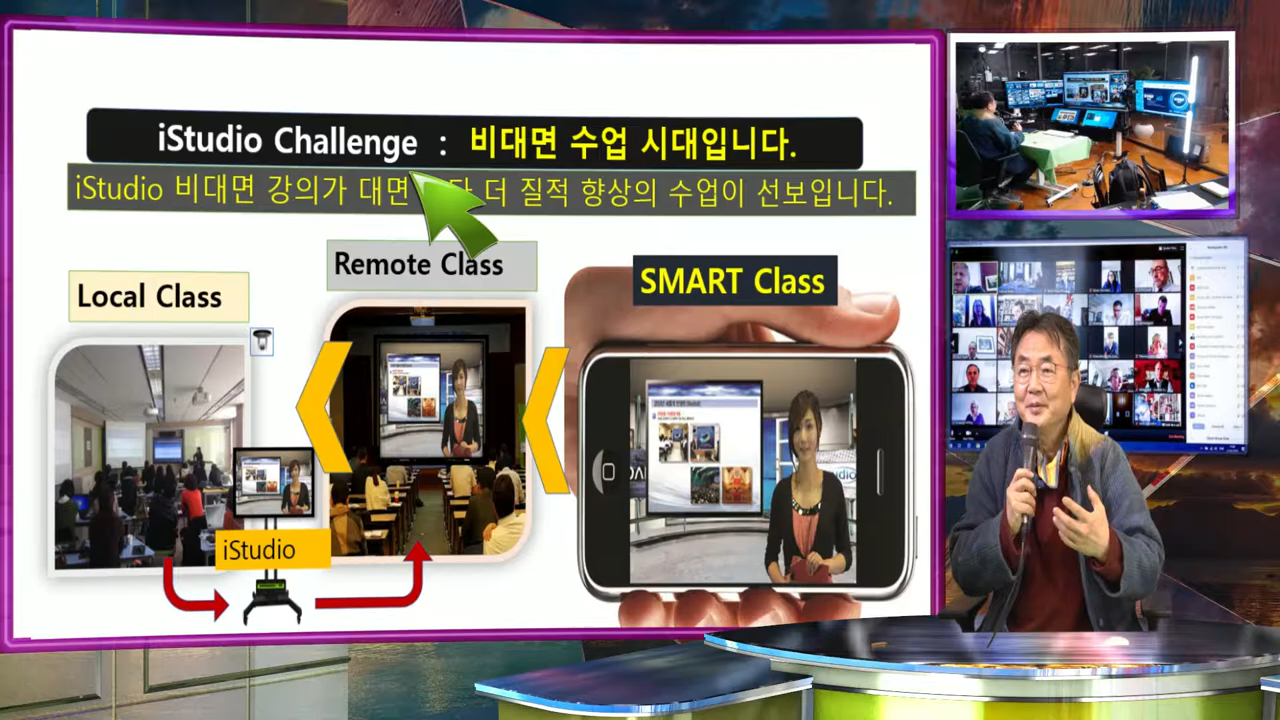 iStudio Challenge : 비대면 수업 시대입니다.
iStudio 비대면 강의가 대면 더 질적 향상의 수업이 선보입니다.
Remote Class
SMART Class
Local Class
iStudio